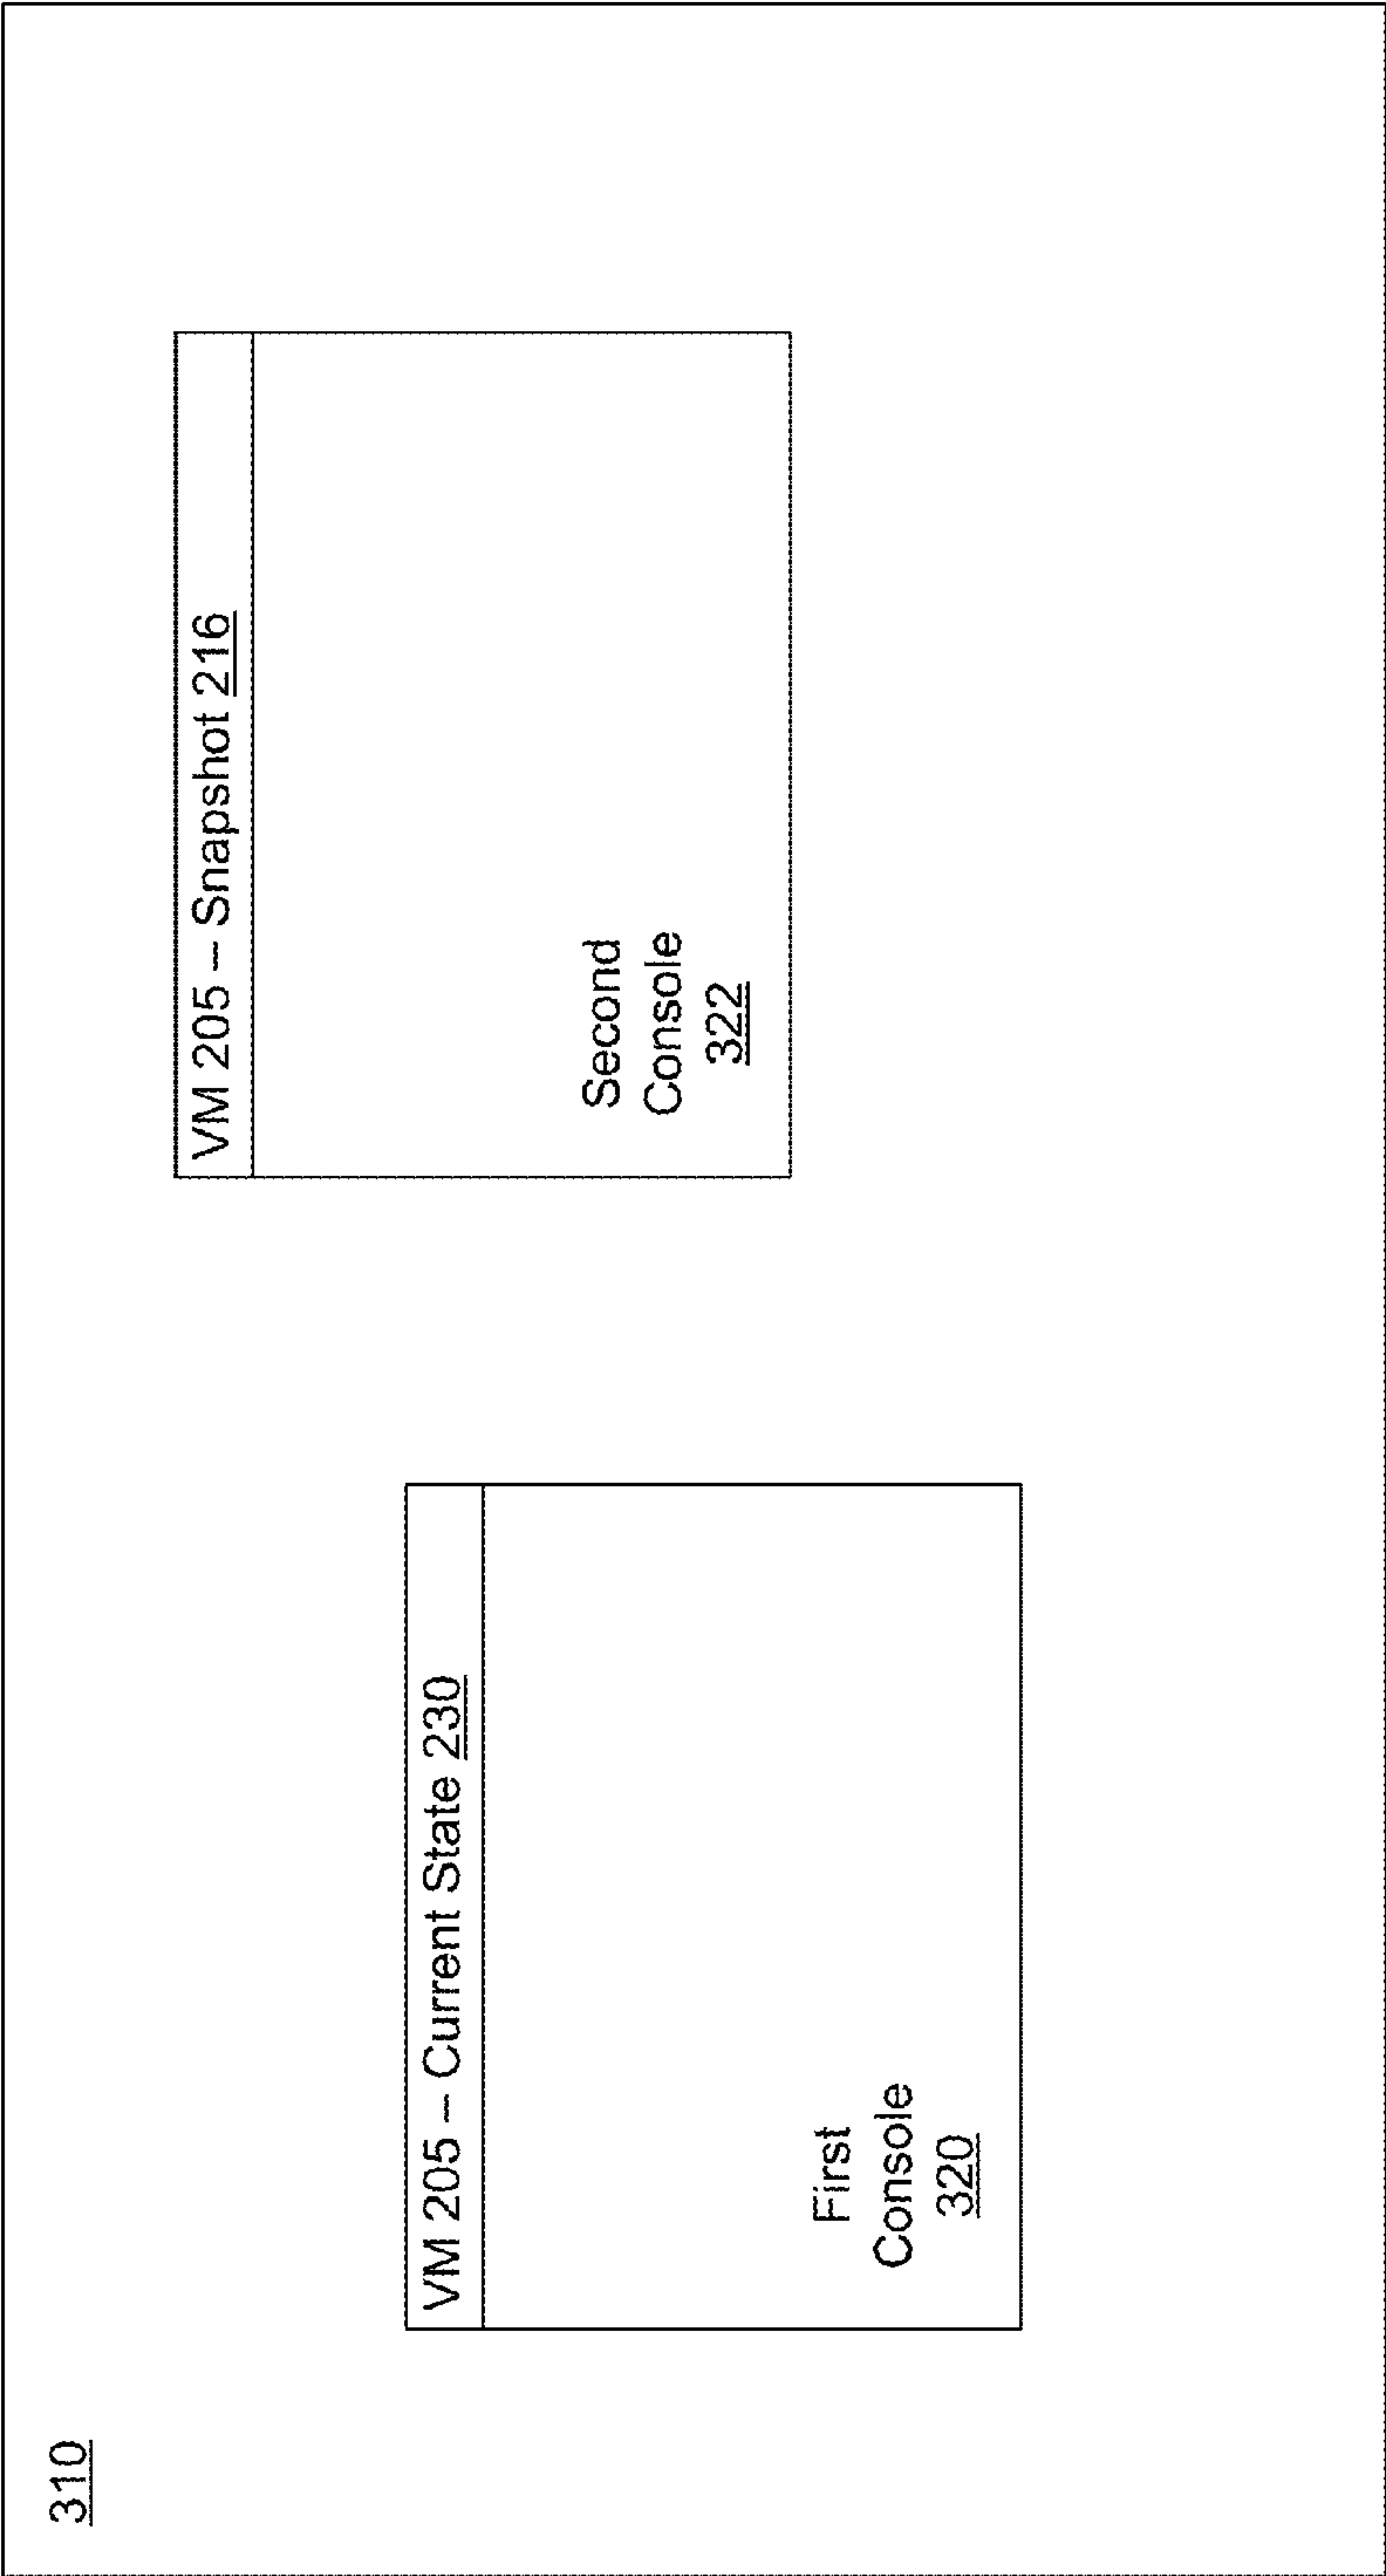 310
VM 205 – Current State 230
First
Console
320
VM 205 – Snapshot 216
Second
Console
322